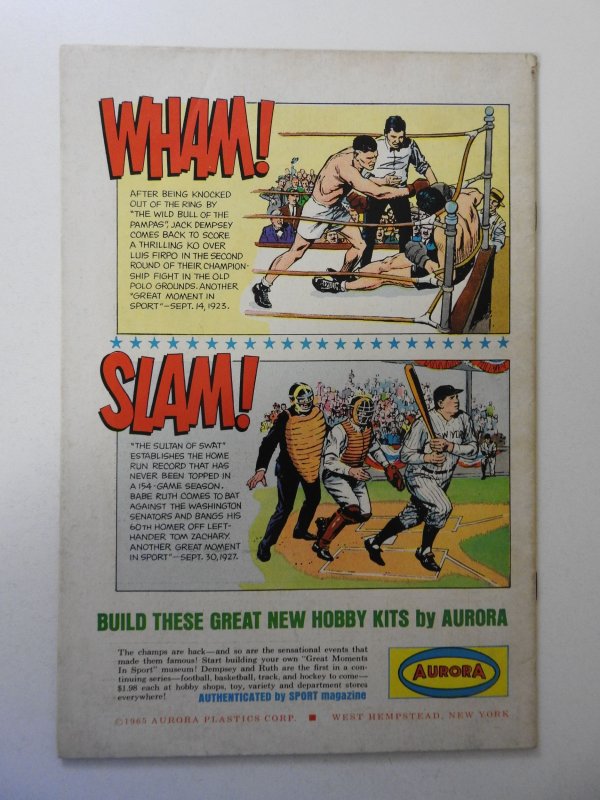 WHAM!
AFTER BEING KNOCKED
OUT OF THE RING BY
"THE WILD BULL OF THE
PAMPAS", JACK DEMPSEY
COMES BACK TO SCORE
A THRILLING KO OVER
LUIS FIRPO IN THE SECOND
ROUND OF THEIR CHAMPION-
SHIP FIGHT IN THE OLD
POLO GROUNDS. ANOTHER
"GREAT MOMENT IN
SPORT"—SEPT. 14, 1923.
SLAM!
"THE SULTAN OF SWAT"
ESTABLISHES THE HOME
RUN RECORD THAT HAS
NEVER BEEN TOPPED IN
A 154-GAME SEASON.
BABE RUTH COMES TO BAT
AGAINST THE WASHINGTON
SENATORS AND BANGS HIS
60TH HOMER OFF LEFT-
HANDER TOM ZACHARY.
ANOTHER GREAT MOMENT
IN SPORT"—SEPT. 30, 1927.
NEW YORK
BUILD THESE GREAT NEW HOBBY KITS by AURORA
The champs are back—and so are the sensational events that
made them famous! Start building your own "Great Moments
In Sport" museum! Dempsey and Ruth are the first in a con-
tinuing series—football, basketball, track, and hockey to come—
$1.98 each at hobby shops, toy, variety and department stores
everywhere! AUTHENTICATED by SPORT magazine
AURORA
©1965 AURORA PLASTICS CORP. ■ WEST HEMPSTEAD, NEW YORK